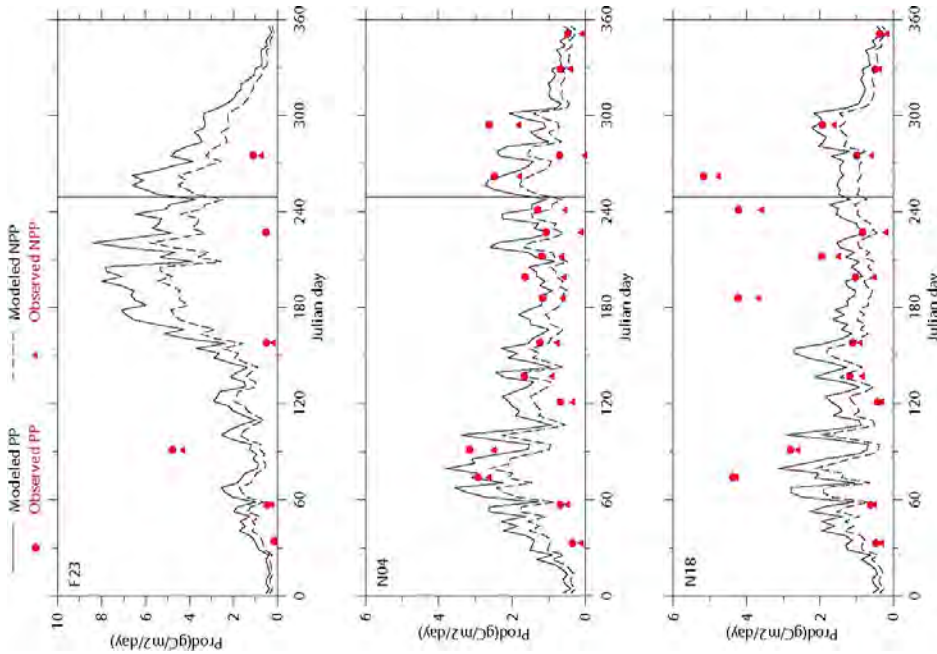 Modeled PP
Modeled NPP
Observed PP
Observed NPP
F23
10
8
6
4
2
0
Prod(gC/m2/day)
0
60
120
180
240
300
360
Julian day
N04
6
4
2
0
Prod(gC/m2/day)
0
60
120
180
240
300
360
Julian day
N18
6
4
2
0
Prod(gC/m2/day)
0
60
120
180
240
300
360
Julian day